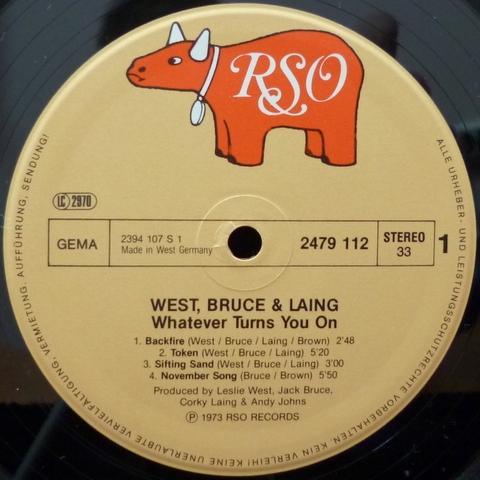 RSO
LC 2970
GEMA
2394 107 S 1
Made in West Germany
2479 112
STEREO
33
1
WEST, BRUCE & LAING
Whatever Turns You On
1. Backfire (West / Bruce / Laing / Brown) 2'48
2. Token (West / Bruce / Laing) 5'20
3. Sifting Sand (West / Bruce / Laing) 3'00
4. November Song (Bruce / Brown) 5'50
Produced by Leslie West, Jack Bruce,
Corky Laing & Andy Johns
℗ 1973 RSO RECORDS
ALLE URHEBER- UND LEISTUNGSSCHUTZRECHTE VORBEHALTEN. KEIN VERLEIH! KEINE UNERLAUBTE VERVIELFÄLTIGUNG, VERMIETUNG, AUFFÜHRUNG, SENDUNG!